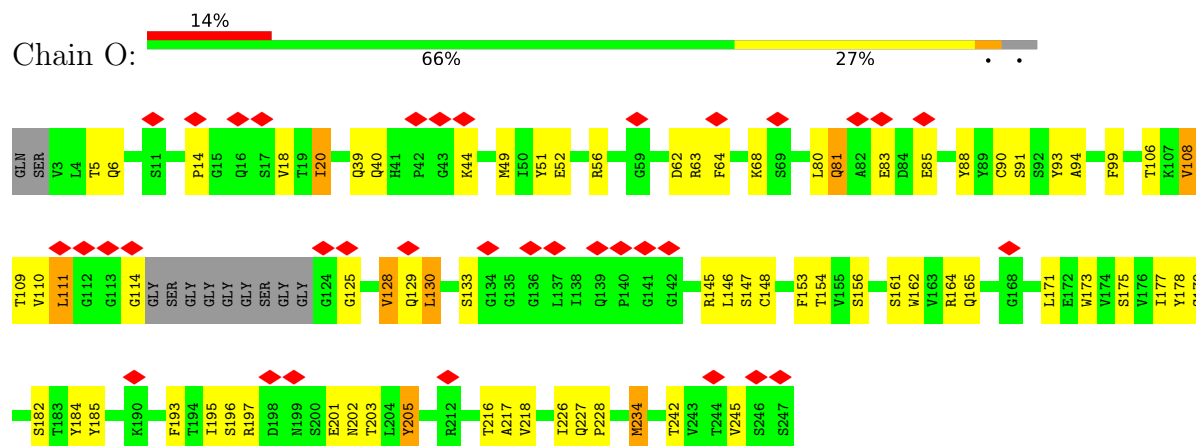 14%
Chain O:
66% 27% • •
GLN SER V3 L4 T5 Q6 S11 P14 G15 Q16 S17 V18 T19 I20 Q39 Q40 H41 P42 G43 K44 M49 I50 Y51 E52 R56 G59 D62 R63 F64 K68 S69 L80 Q81 A82 E83 D84 E85 Y88 Y89 C90 S91 S92 Y93 A94 F99 T106 K107 V108
T109 V110 L111 G112 G113 G114 GLY SER GLY GLY GLY GLY SER GLY GLY G124 G125 V128 Q129 L130 S133 G134 G135 G136 L137 I138 Q139 P140 G141 G142 R145 L146 S147 C148 F153 T154 V155 S156 S161 W162 V163 R164 Q165 G168 L171 E172 W173 V174 S175 V176 I177 Y178
S182 T183 Y184 Y185 K190 F193 T194 I195 S196 R197 D198 N199 S200 E201 N202 T203 L204 Y205 R212 T216 A217 V218 I226 Q227 P228 M234 T242 V243 T244 V245 S246 S247